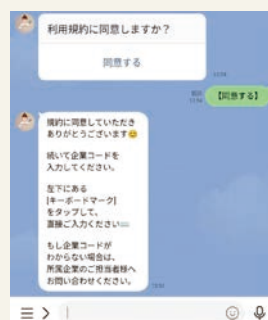 利用規約に同意しますか？
同意する
【同意する】
規約に同意していただき
ありがとうございます😊
続いて企業コードを
入力してください。
左下にある
[キーボードマーク]
をタップして、
直接ご入力ください⌨
もし企業コードが
わからない場合は、
所属企業のご担当者様へ
お問い合わせください。